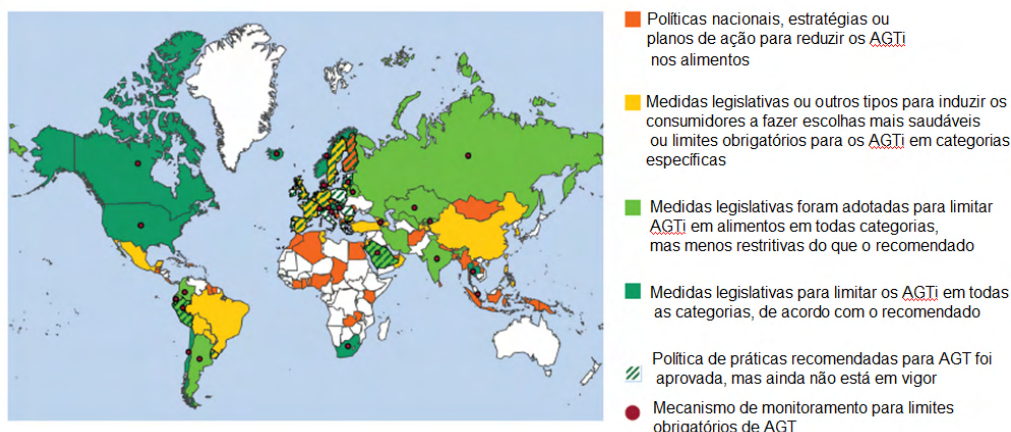 Políticas nacionais, estratégias ou
planos de ação para reduzir os AGTi
nos alimentos
Medidas legislativas ou outros tipos para induzir os
consumidores a fazer escolhas mais saudáveis
ou limites obrigatórios para os AGTi em categorias
específicas
Medidas legislativas foram adotadas para limitar
AGTi em alimentos em todas categorias,
mas menos restritivas do que o recomendado
Medidas legislativas para limitar os AGTi em todas
as categorias, de acordo com o recomendado
Política de práticas recomendadas para AGT foi
aprovada, mas ainda não está em vigor
Mecanismo de monitoramento para limites
obrigatórios de AGT